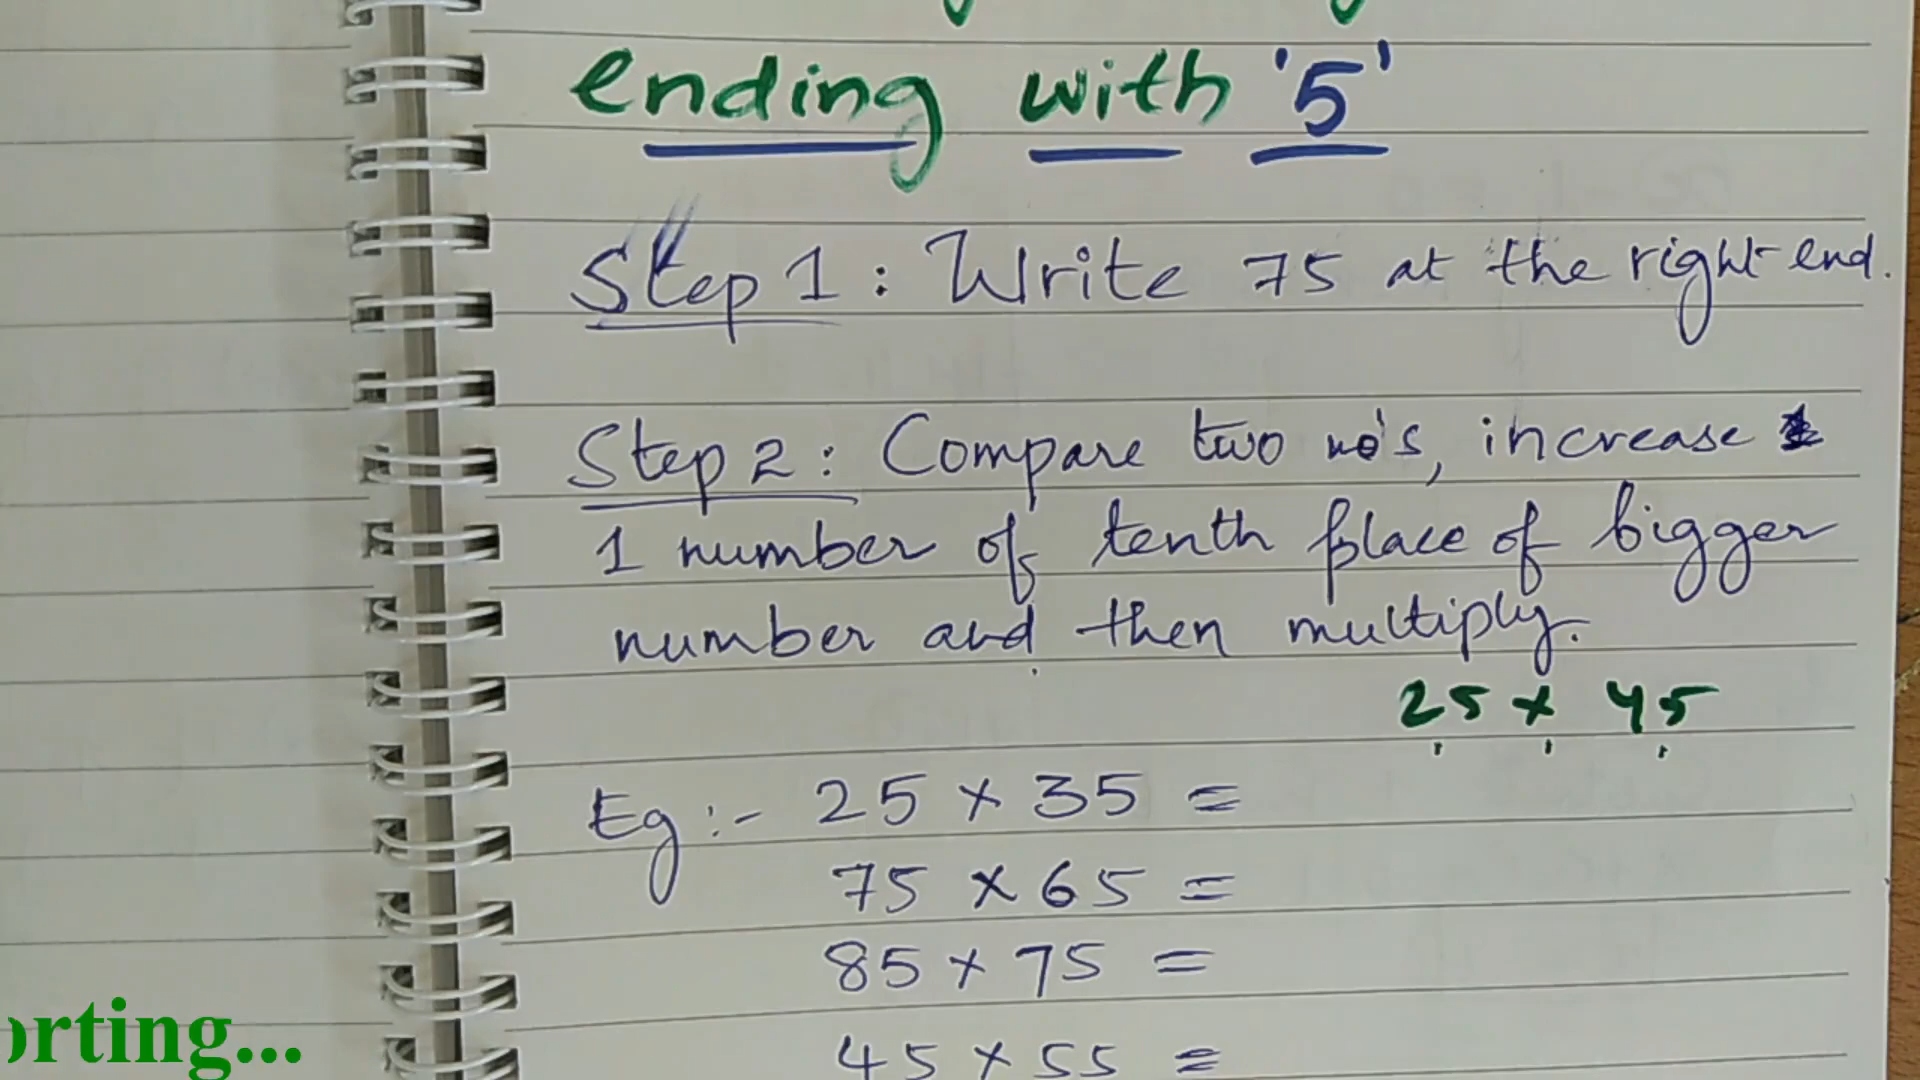 ending with '5'
Step 1 : Write 75 at the right end.
Step 2 : Compare two no's, increase
1 number of tenth place of bigger
number and then multiply.
25 x 45
Eg :- 25 x 35 =
75 x 65 =
85 x 75 =
45 x 55 =
orting...